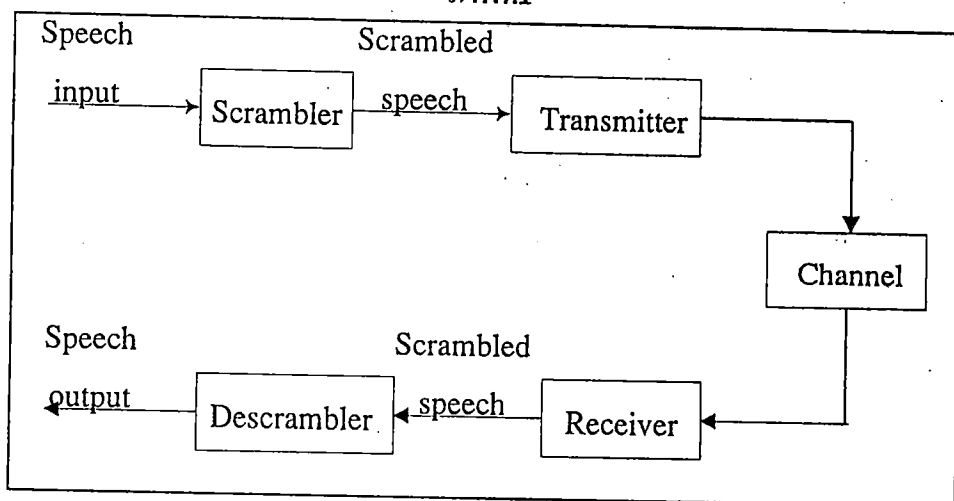 Speech Scrambled
input Scrambler speech Transmitter
Channel
Speech Scrambled
output Descrambler speech Receiver